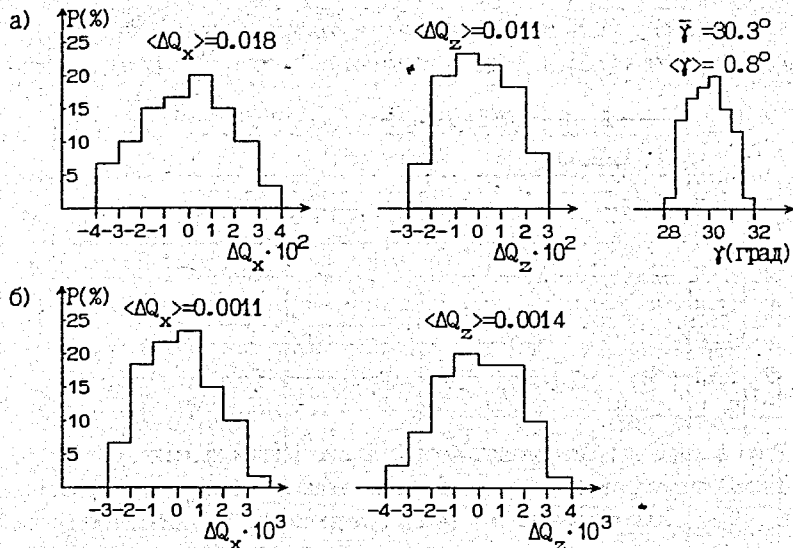 а)
P(%)
25
20
15
10
5
<ΔQx>=0.018
-4 -3 -2 -1 0 1 2 3 4
ΔQx·10²
<ΔQz>=0.011
-3 -2 -1 0 1 2 3
ΔQz·10²
γ̄ =30.3°
<γ>= 0.8°
28 30 32
γ(град)
б)
P(%)
25
20
15
10
5
<ΔQx>=0.0011
-3 -2 -1 0 1 2 3
ΔQx·10³
<ΔQz>=0.0014
-4 -3 -2 -1 0 1 2 3 4
ΔQz·10³